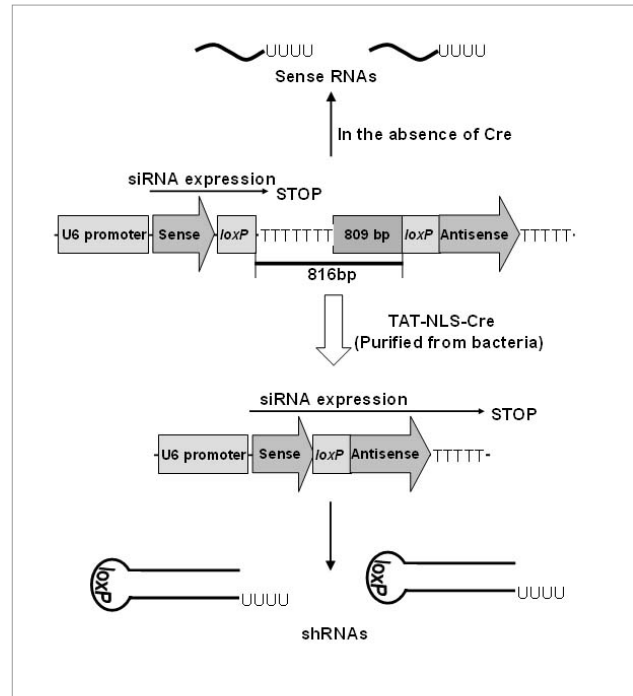 UUUU UUUU
Sense RNAs
In the absence of Cre
siRNA expression
STOP
U6 promoter Sense loxP TTTTTTT 809 bp loxP Antisense TTTTT
816bp
TAT-NLS-Cre
(Purified from bacteria)
siRNA expression
STOP
U6 promoter Sense loxP Antisense TTTTT
loxP UUUU loxP UUUU
shRNAs